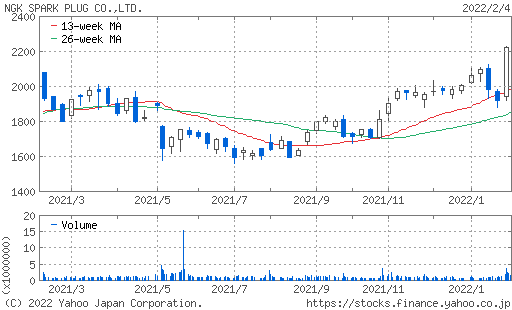 NGK SPARK PLUG CO.,LTD. 2022/2/4
2400
13-week MA
26-week MA
2200
2000
1800
1600
1400
2021/3 2021/5 2021/7 2021/9 2021/11 2022/1
20
Volume
15
10
5
0
(x1000000)
2021/3 2021/5 2021/7 2021/9 2021/11 2022/1
(C) 2022 Yahoo Japan Corporation. https://stocks.finance.yahoo.co.jp/